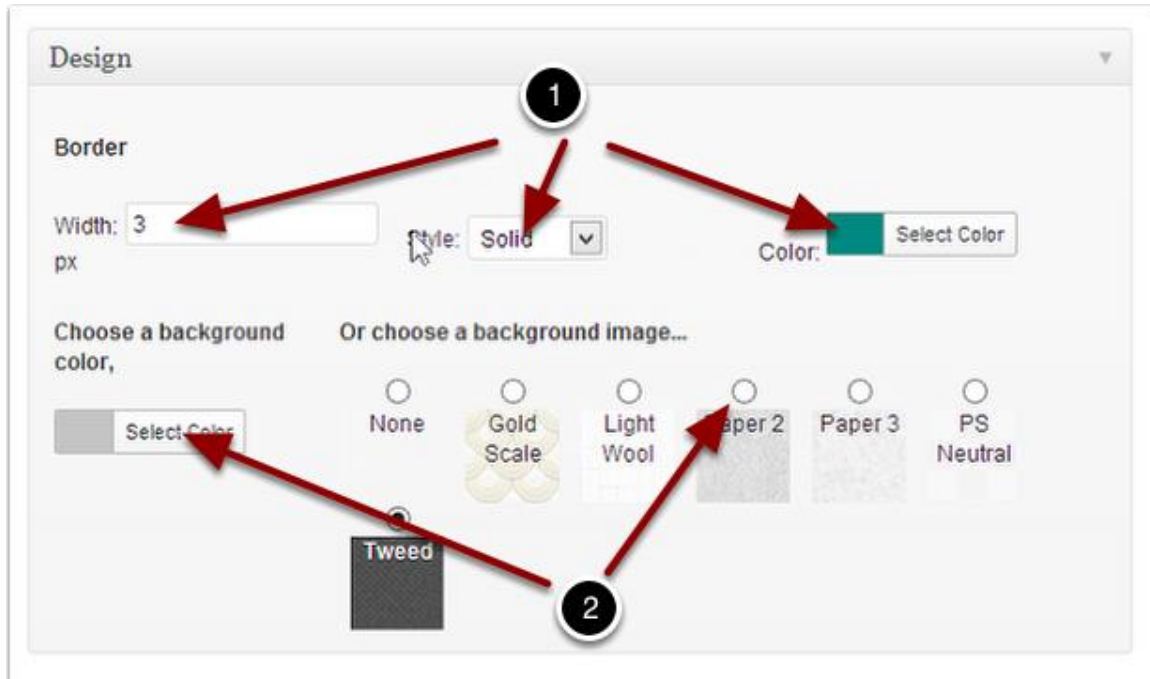 Design
1
Border
Width: 3
px
Style: Solid
Color: Select Color
Choose a background
color,
Or choose a background image...
Select Color
None
Gold
Scale
Light
Wool
Paper 2
Paper 3
PS
Neutral
Tweed
2